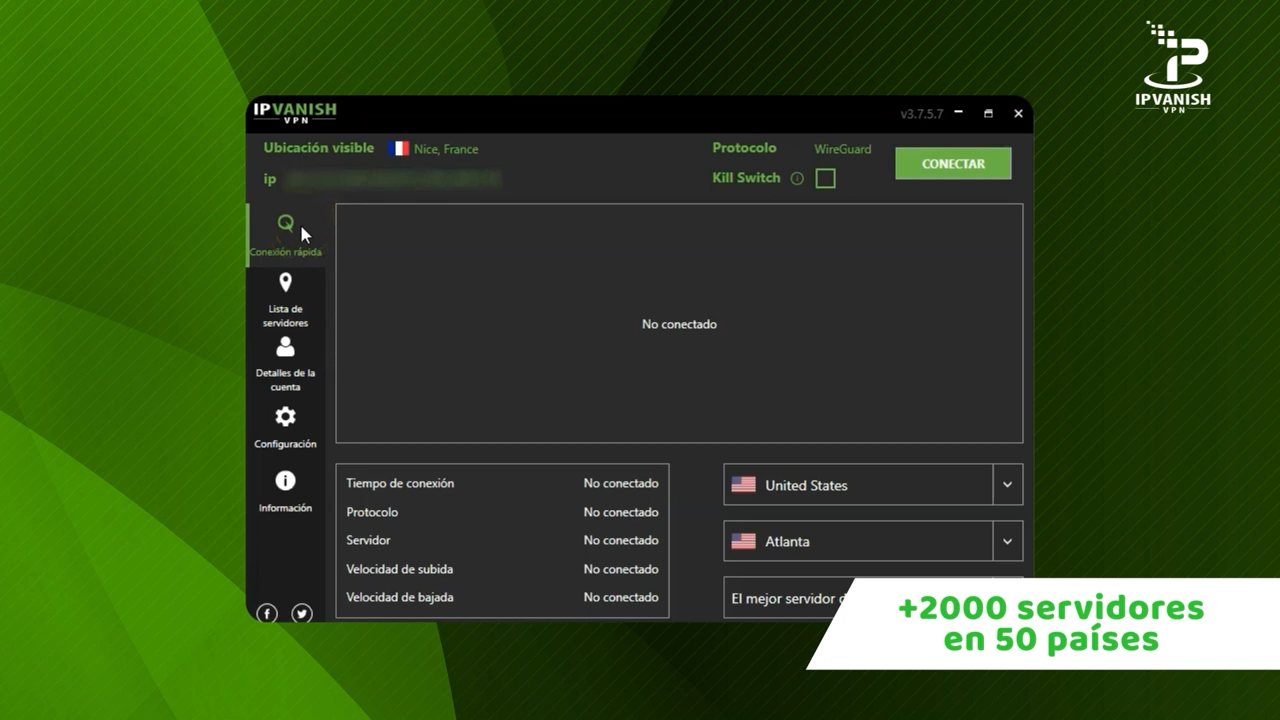 IPVANISH
VPN
IPVANISH
VPN
v3.7.5.7
Ubicación visible
Nice, France
Protocolo
WireGuard
CONECTAR
ip
Kill Switch
Conexión rápida
Lista de
servidores
Detalles de la
cuenta
Configuración
Información
No conectado
Tiempo de conexión No conectado
Protocolo No conectado
Servidor No conectado
Velocidad de subida No conectado
Velocidad de bajada No conectado
United States
Atlanta
El mejor servidor
+2000 servidores
en 50 países